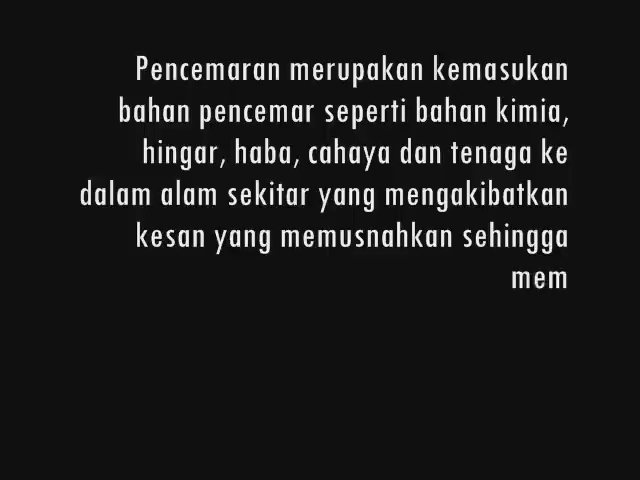 Pencemaran merupakan kemasukan
bahan pencemar seperti bahan kimia,
hingar, haba, cahaya dan tenaga ke
dalam alam sekitar yang mengakibatkan
kesan yang memusnahkan sehingga
mem